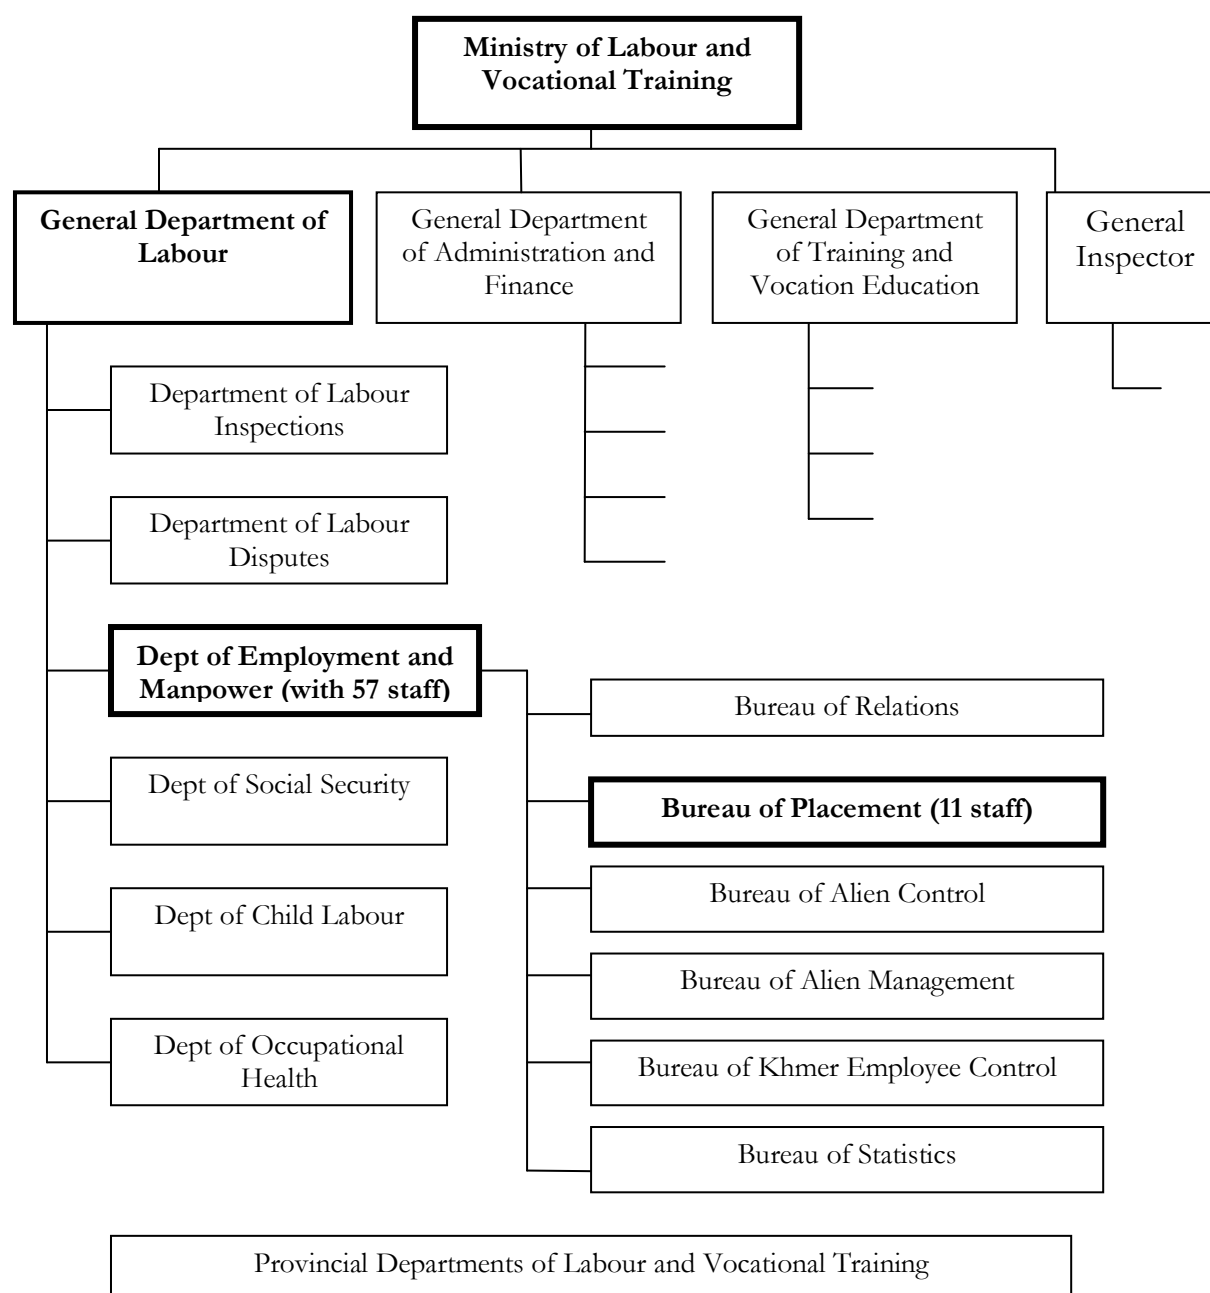 Ministry of Labour and
Vocational Training
General Department of
Labour
General Department
of Administration and
Finance
General Department
of Training and
Vocation Education
General
Inspector
Department of Labour
Inspections
Department of Labour
Disputes
Dept of Employment and
Manpower (with 57 staff)
Bureau of Relations
Dept of Social Security
Bureau of Placement (11 staff)
Bureau of Alien Control
Dept of Child Labour
Bureau of Alien Management
Dept of Occupational
Health
Bureau of Khmer Employee Control
Bureau of Statistics
Provincial Departments of Labour and Vocational Training